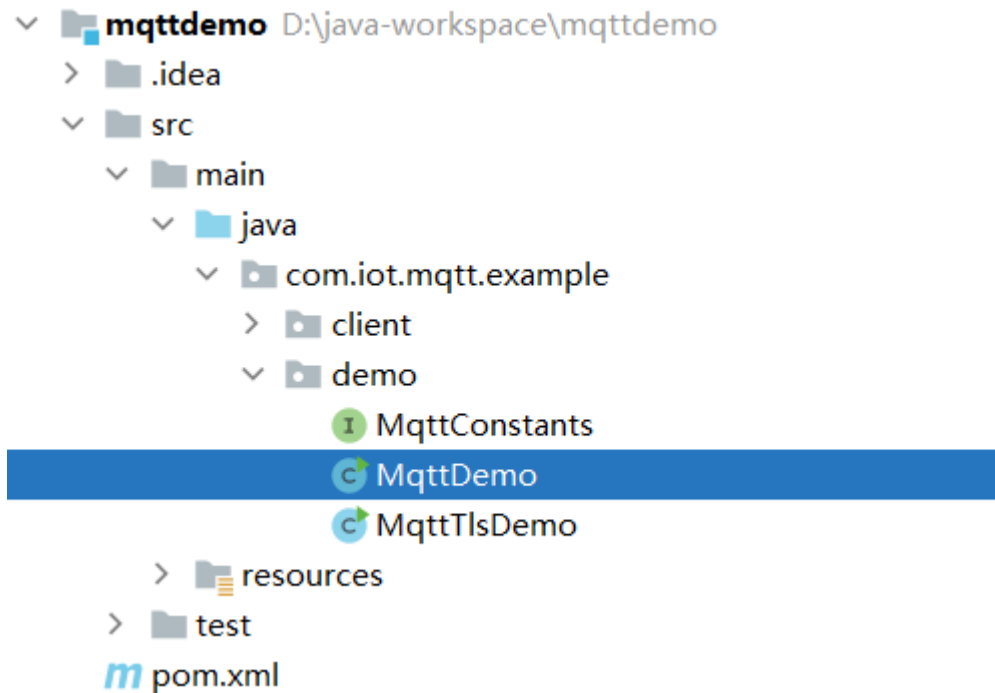 mqttdemo D:\java-workspace\mqttdemo
.idea
src
main
java
com.iot.mqtt.example
client
demo
I MqttConstants
C MqttDemo
C MqttTlsDemo
resources
test
m pom.xml